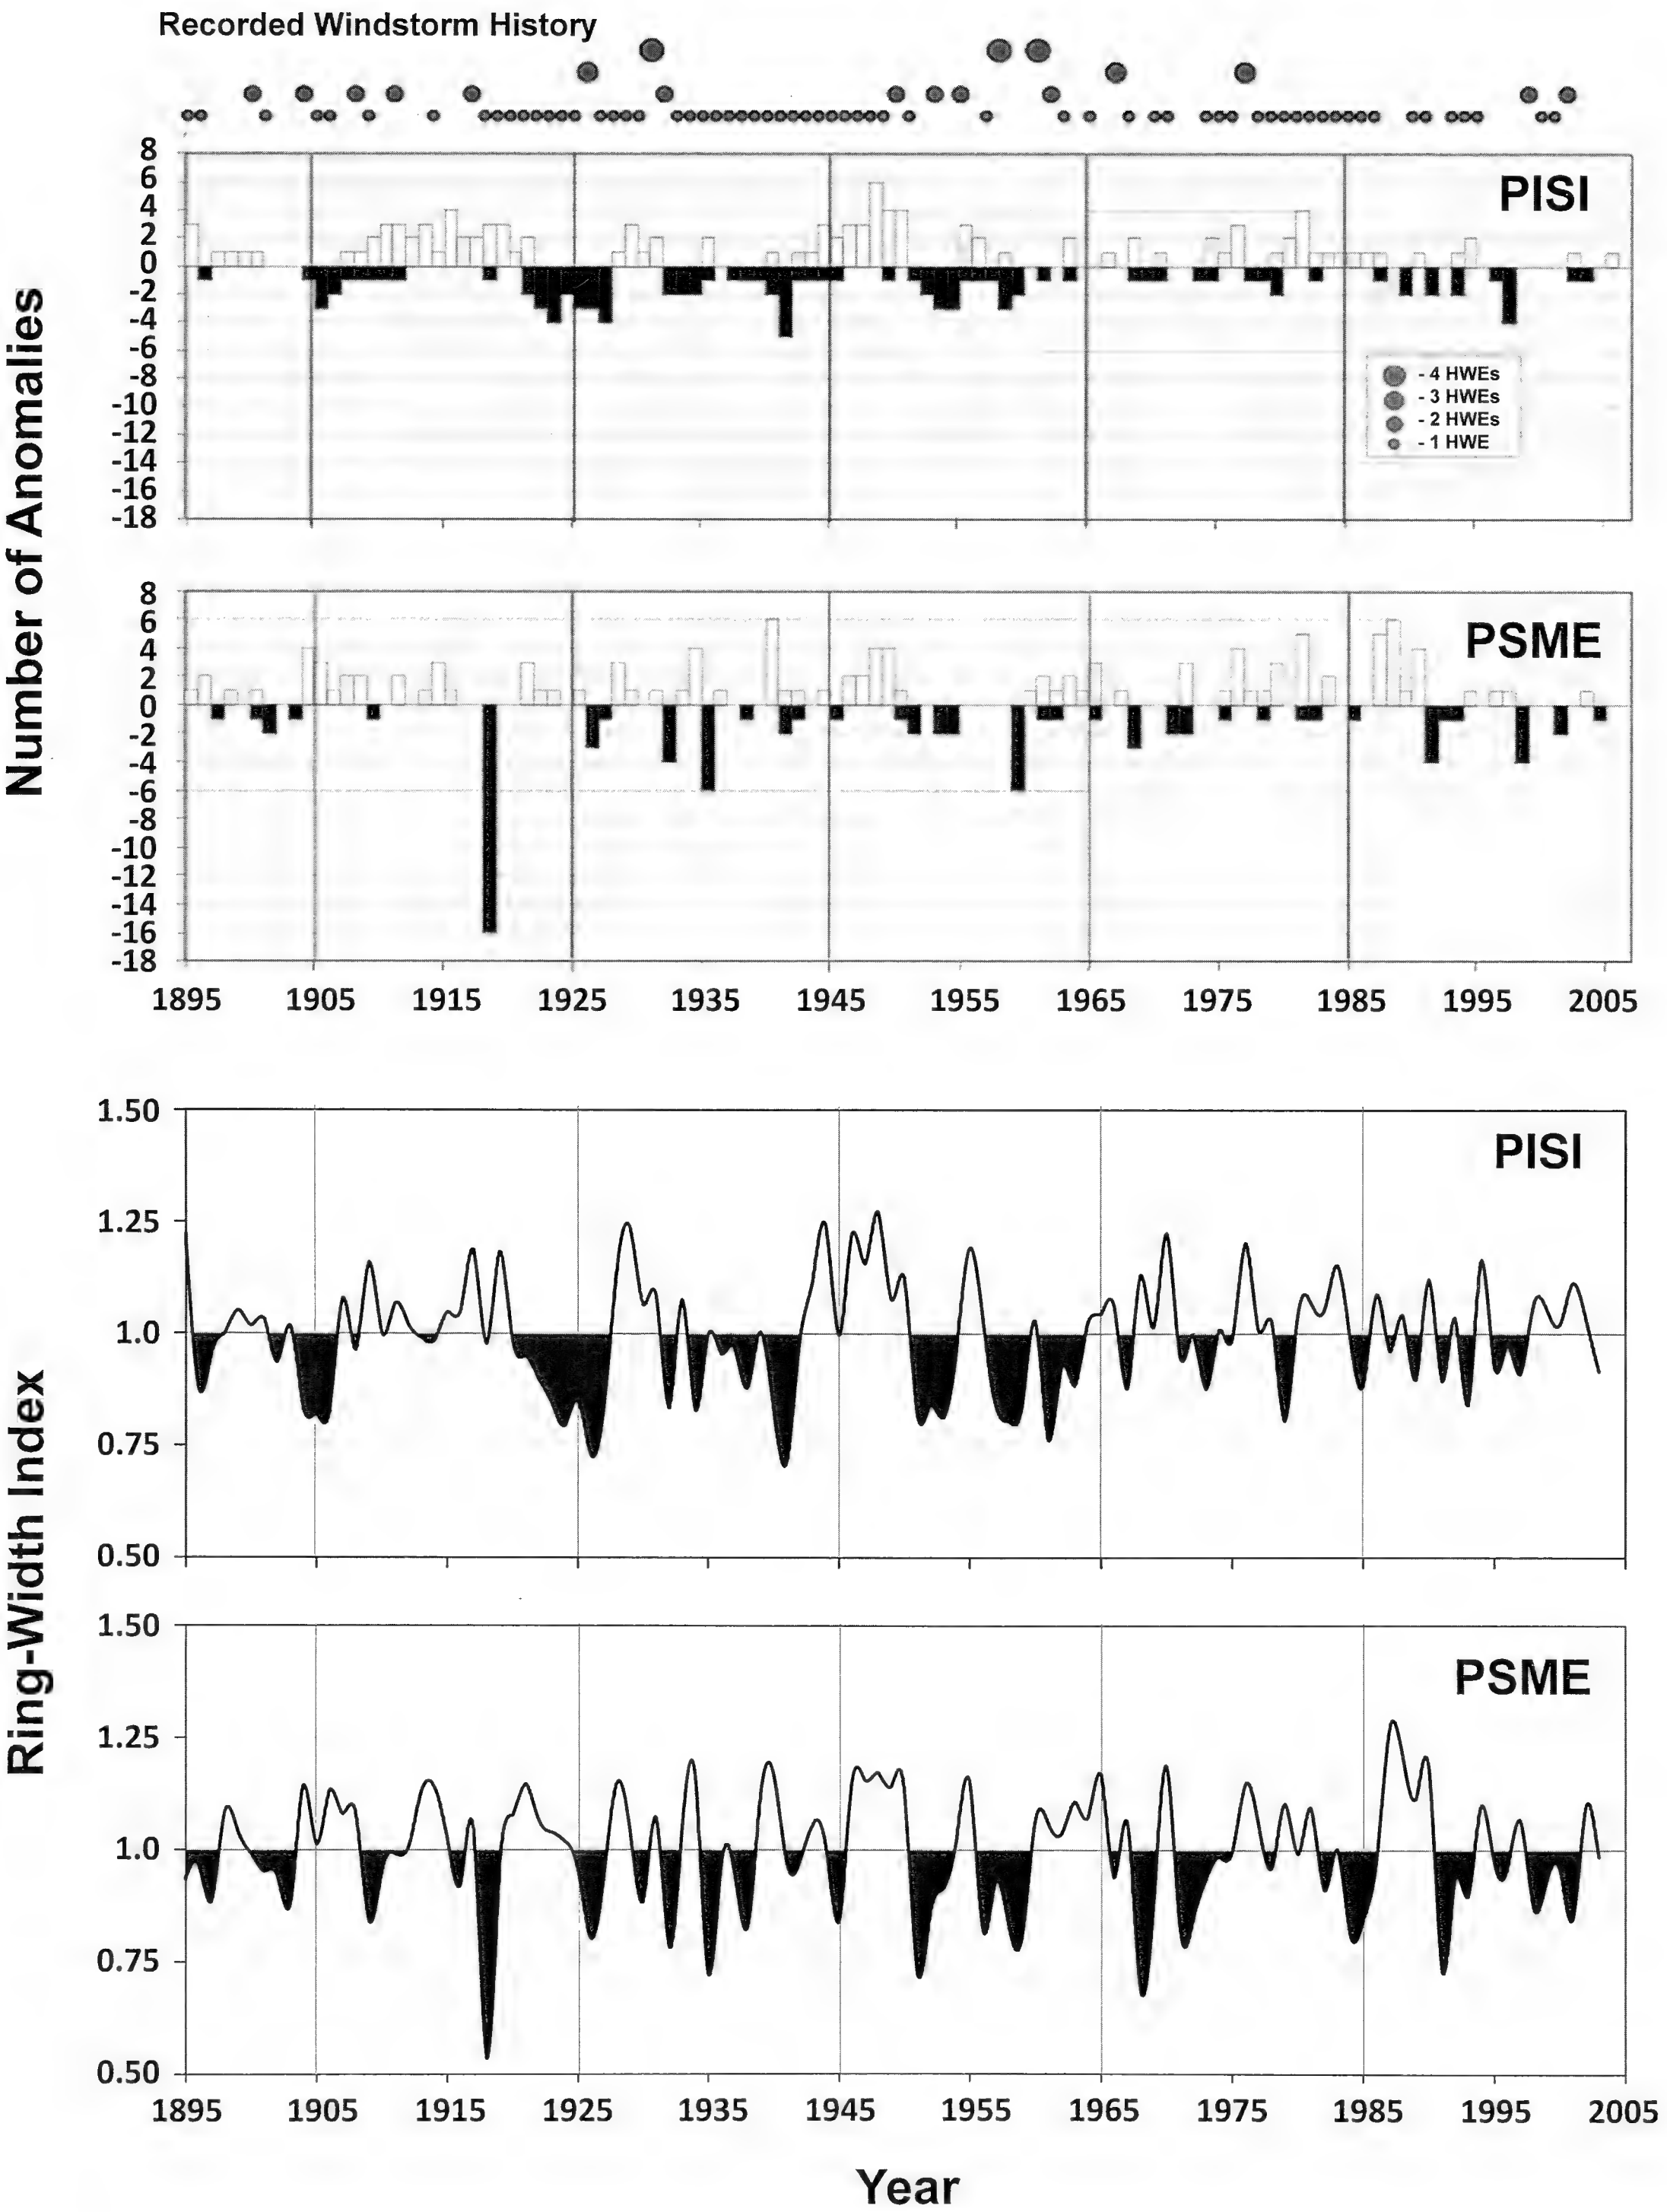 Recorded Windstorm History
Number of Anomalies
8
6
4
2
0
-2
-4
-6
-8
-10
-12
-14
-16
-18
PISI
- 4 HWEs
- 3 HWEs
- 2 HWEs
- 1 HWE
8
6
4
2
0
-2
-4
-6
-8
-10
-12
-14
-16
-18
PSME
1895 1905 1915 1925 1935 1945 1955 1965 1975 1985 1995 2005
Ring-Width Index
1.50
1.25
1.0
0.75
0.50
PISI
1.50
1.25
1.0
0.75
0.50
PSME
1895 1905 1915 1925 1935 1945 1955 1965 1975 1985 1995 2005
Year